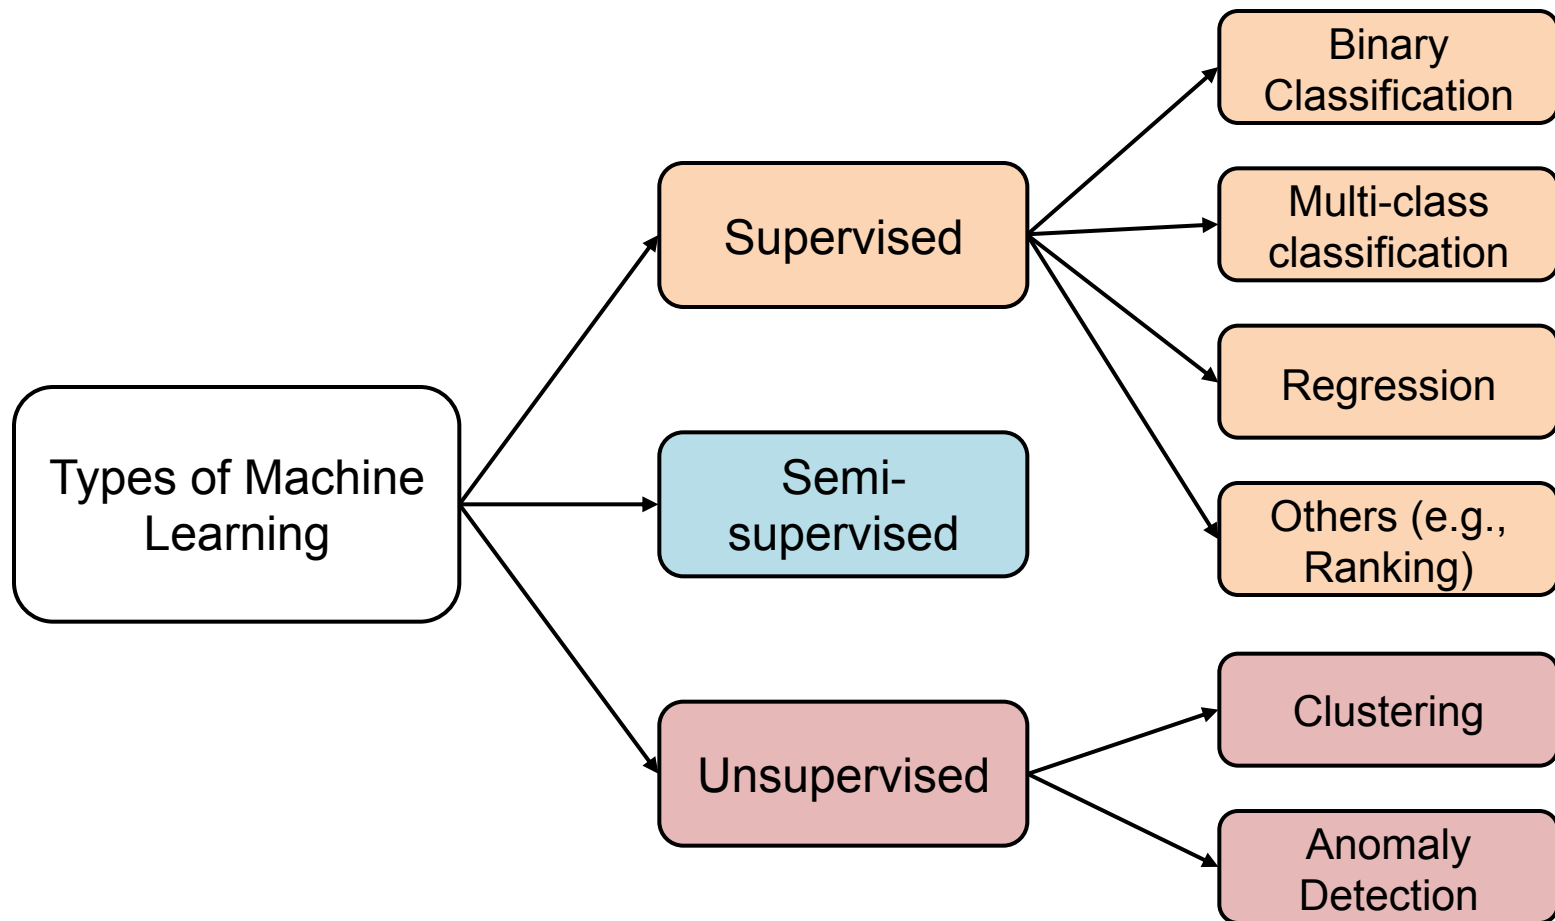 Types of Machine
Learning
Supervised
Semi-
supervised
Unsupervised
Binary
Classification
Multi-class
classification
Regression
Others (e.g.,
Ranking)
Clustering
Anomaly
Detection